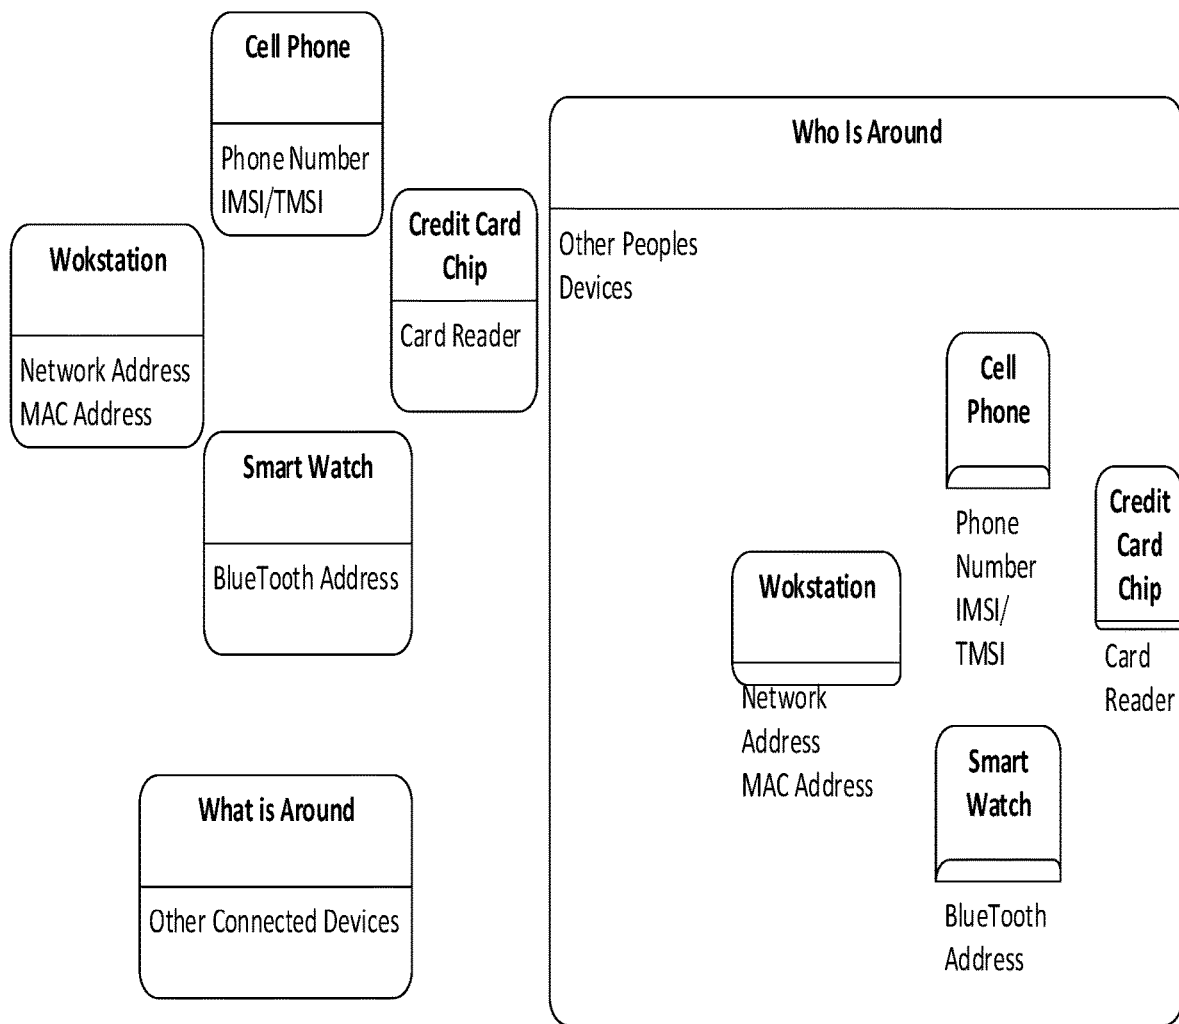 Cell Phone
Phone Number
IMSI/TMSI
Credit Card
Chip
Card Reader
Wokstation
Network Address
MAC Address
Smart Watch
BlueTooth Address
What is Around
Other Connected Devices
Who Is Around
Other Peoples
Devices
Cell
Phone
Phone
Number
IMSI/
TMSI
Credit
Card
Chip
Card
Reader
Wokstation
Network
Address
MAC Address
Smart
Watch
BlueTooth
Address